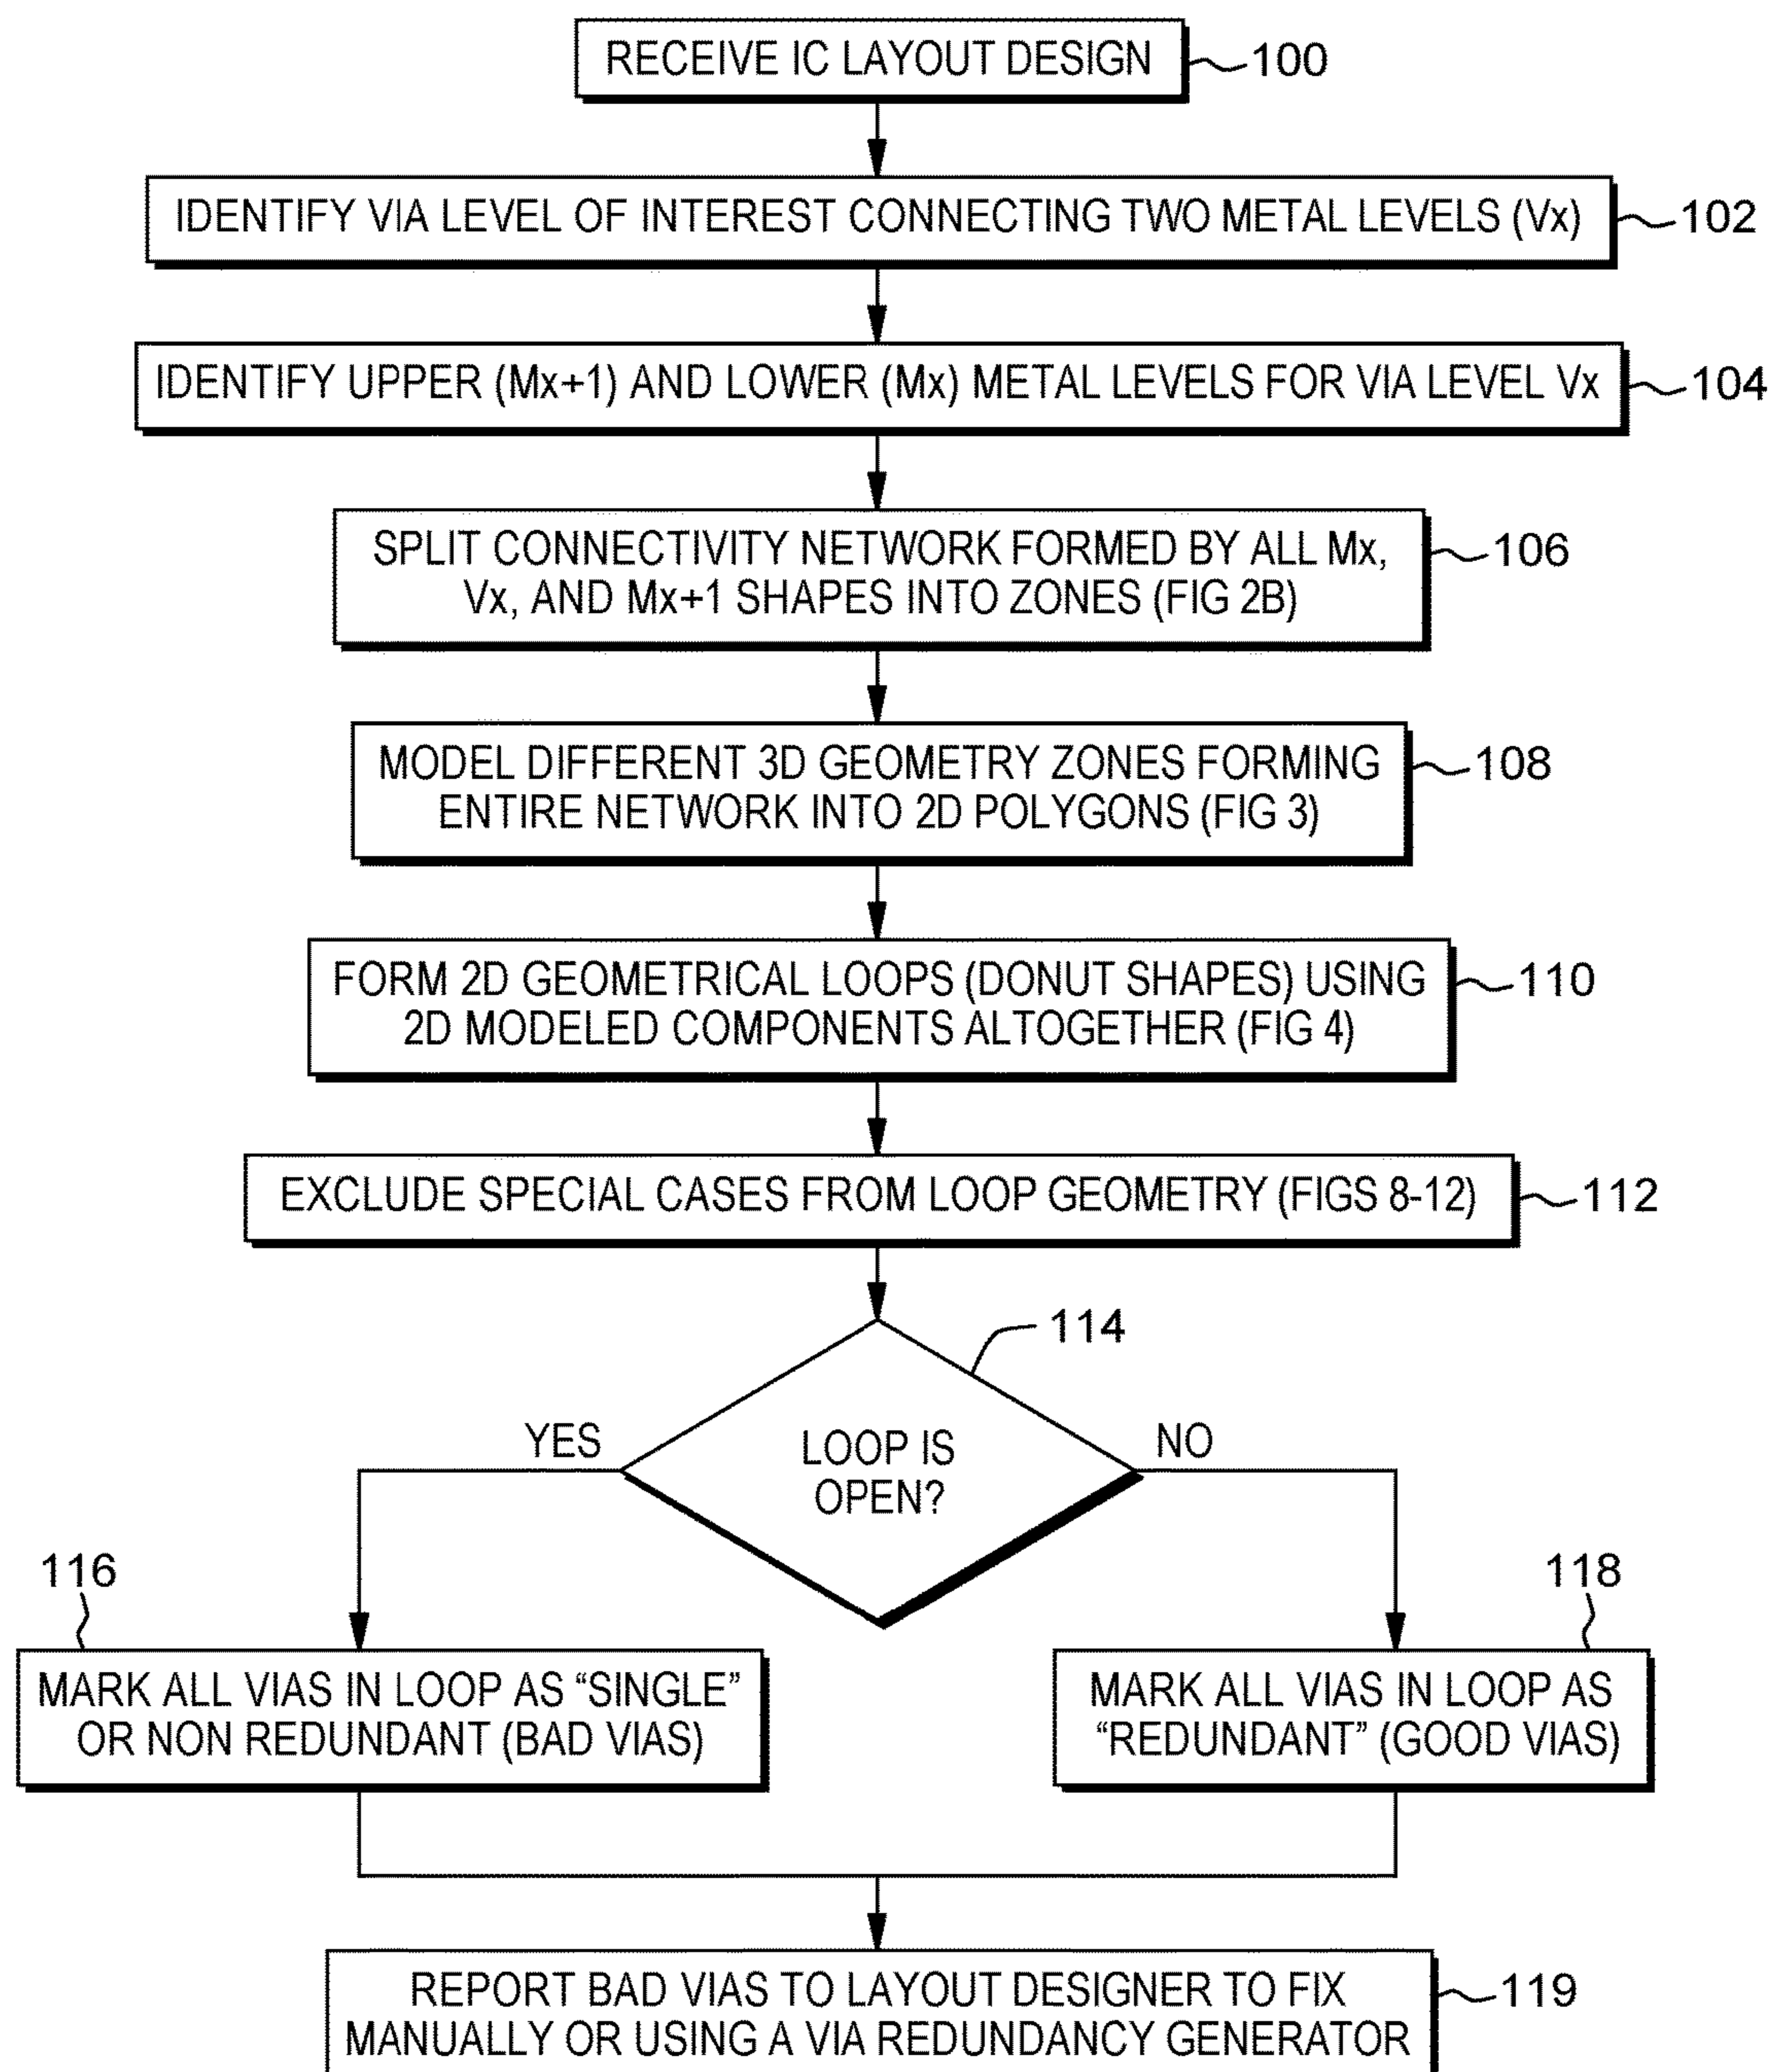 RECEIVE IC LAYOUT DESIGN
100
IDENTIFY VIA LEVEL OF INTEREST CONNECTING TWO METAL LEVELS (Vx)
102
IDENTIFY UPPER (Mx+1) AND LOWER (Mx) METAL LEVELS FOR VIA LEVEL Vx
104
SPLIT CONNECTIVITY NETWORK FORMED BY ALL Mx,
Vx, AND Mx+1 SHAPES INTO ZONES (FIG 2B)
106
MODEL DIFFERENT 3D GEOMETRY ZONES FORMING
ENTIRE NETWORK INTO 2D POLYGONS (FIG 3)
108
FORM 2D GEOMETRICAL LOOPS (DONUT SHAPES) USING
2D MODELED COMPONENTS ALTOGETHER (FIG 4)
110
EXCLUDE SPECIAL CASES FROM LOOP GEOMETRY (FIGS 8-12)
112
114
YES
LOOP IS
OPEN?
NO
116
MARK ALL VIAS IN LOOP AS “SINGLE”
OR NON REDUNDANT (BAD VIAS)
118
MARK ALL VIAS IN LOOP AS
“REDUNDANT” (GOOD VIAS)
REPORT BAD VIAS TO LAYOUT DESIGNER TO FIX
MANUALLY OR USING A VIA REDUNDANCY GENERATOR
119